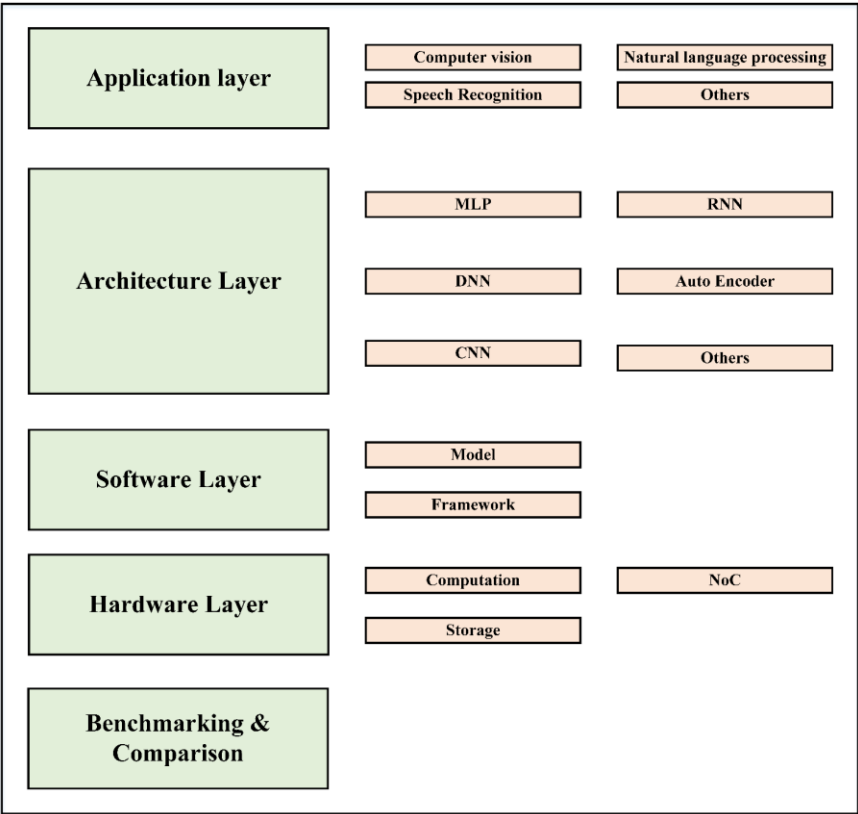 Application layer
Computer vision
Natural language processing
Speech Recognition
Others
Architecture Layer
MLP
RNN
DNN
Auto Encoder
CNN
Others
Software Layer
Model
Framework
Hardware Layer
Computation
NoC
Storage
Benchmarking &
Comparison